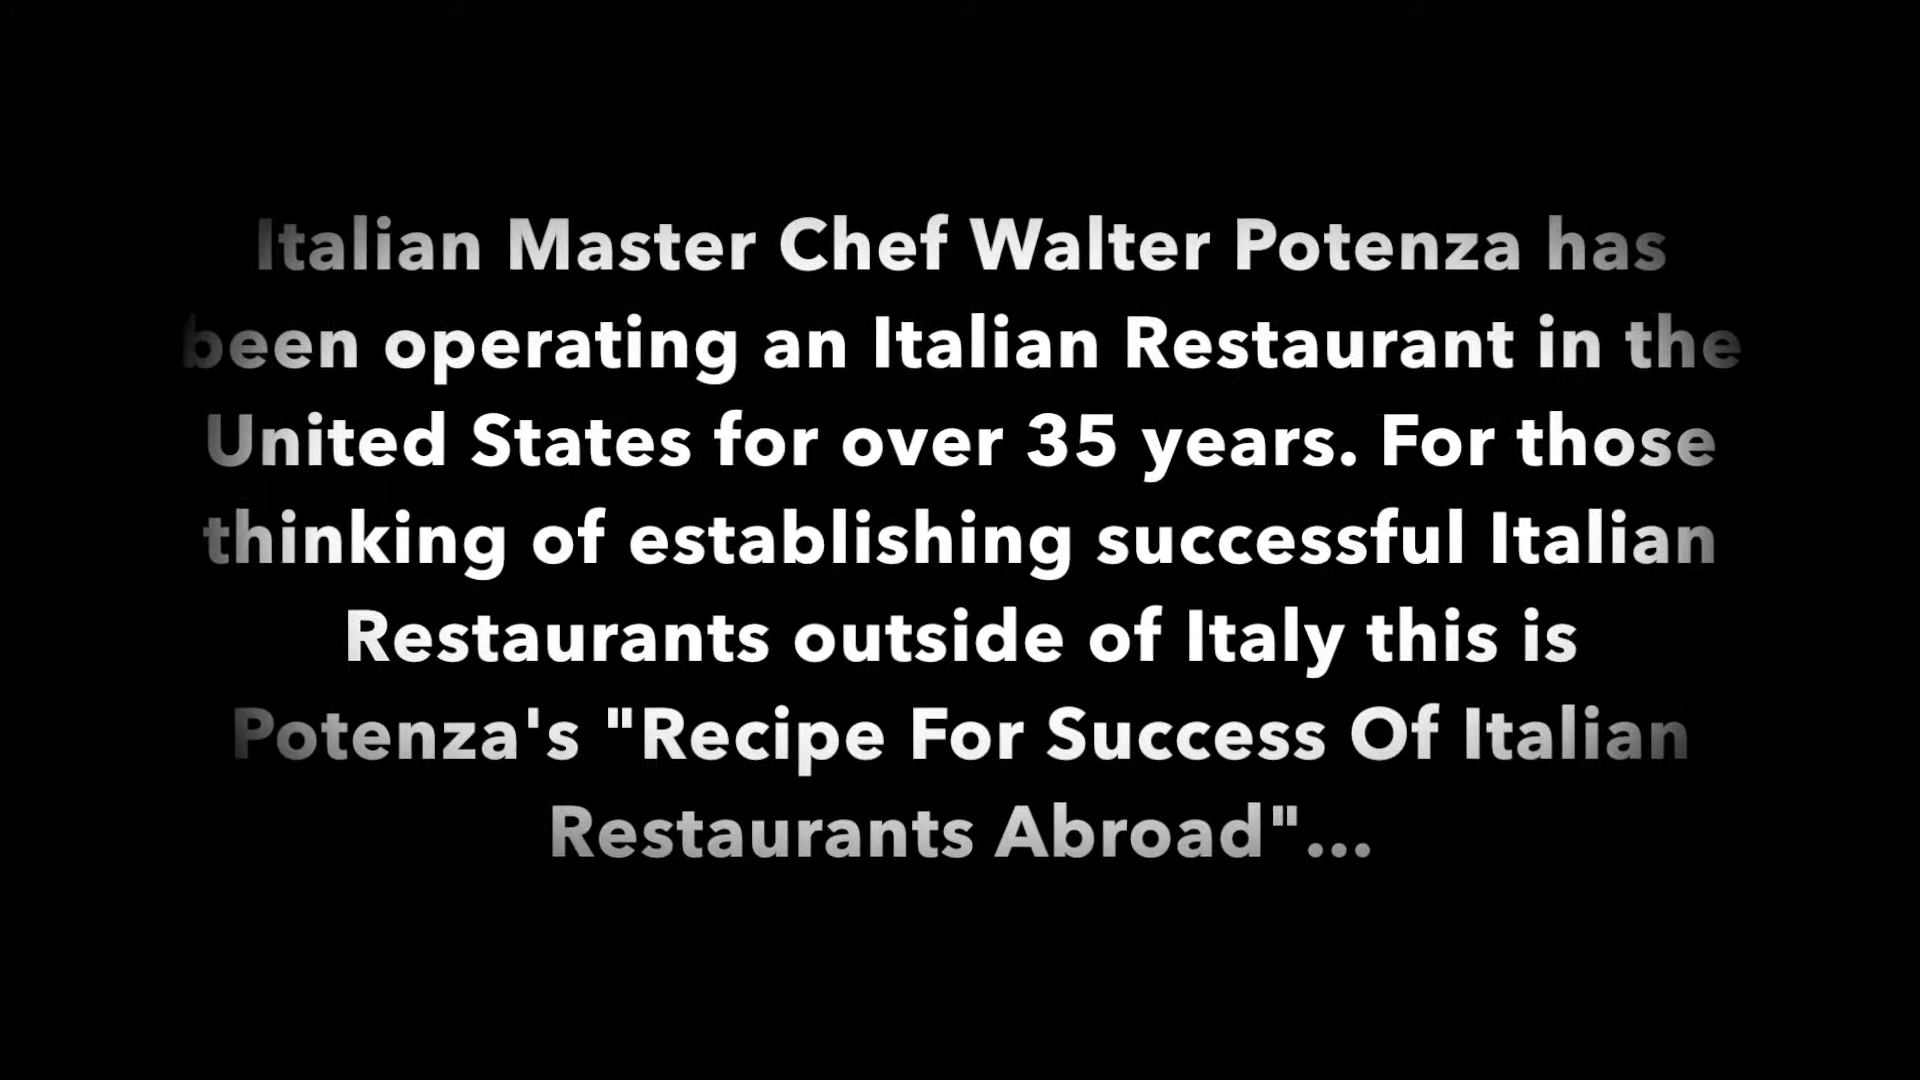 Italian Master Chef Walter Potenza has
been operating an Italian Restaurant in the
United States for over 35 years. For those
thinking of establishing successful Italian
Restaurants outside of Italy this is
Potenza's "Recipe For Success Of Italian
Restaurants Abroad"...